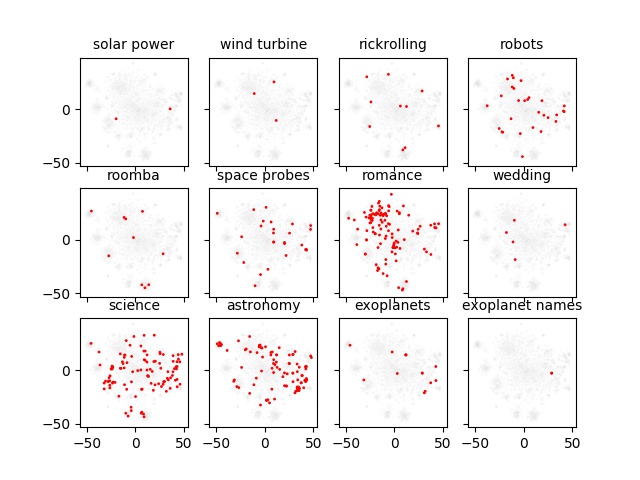 solar power wind turbine rickrolling robots
0
−50
roomba space probes romance wedding
0
−50
science astronomy exoplanets exoplanet names
0
−50
−50 0 50 −50 0 50 −50 0 50 −50 0 50